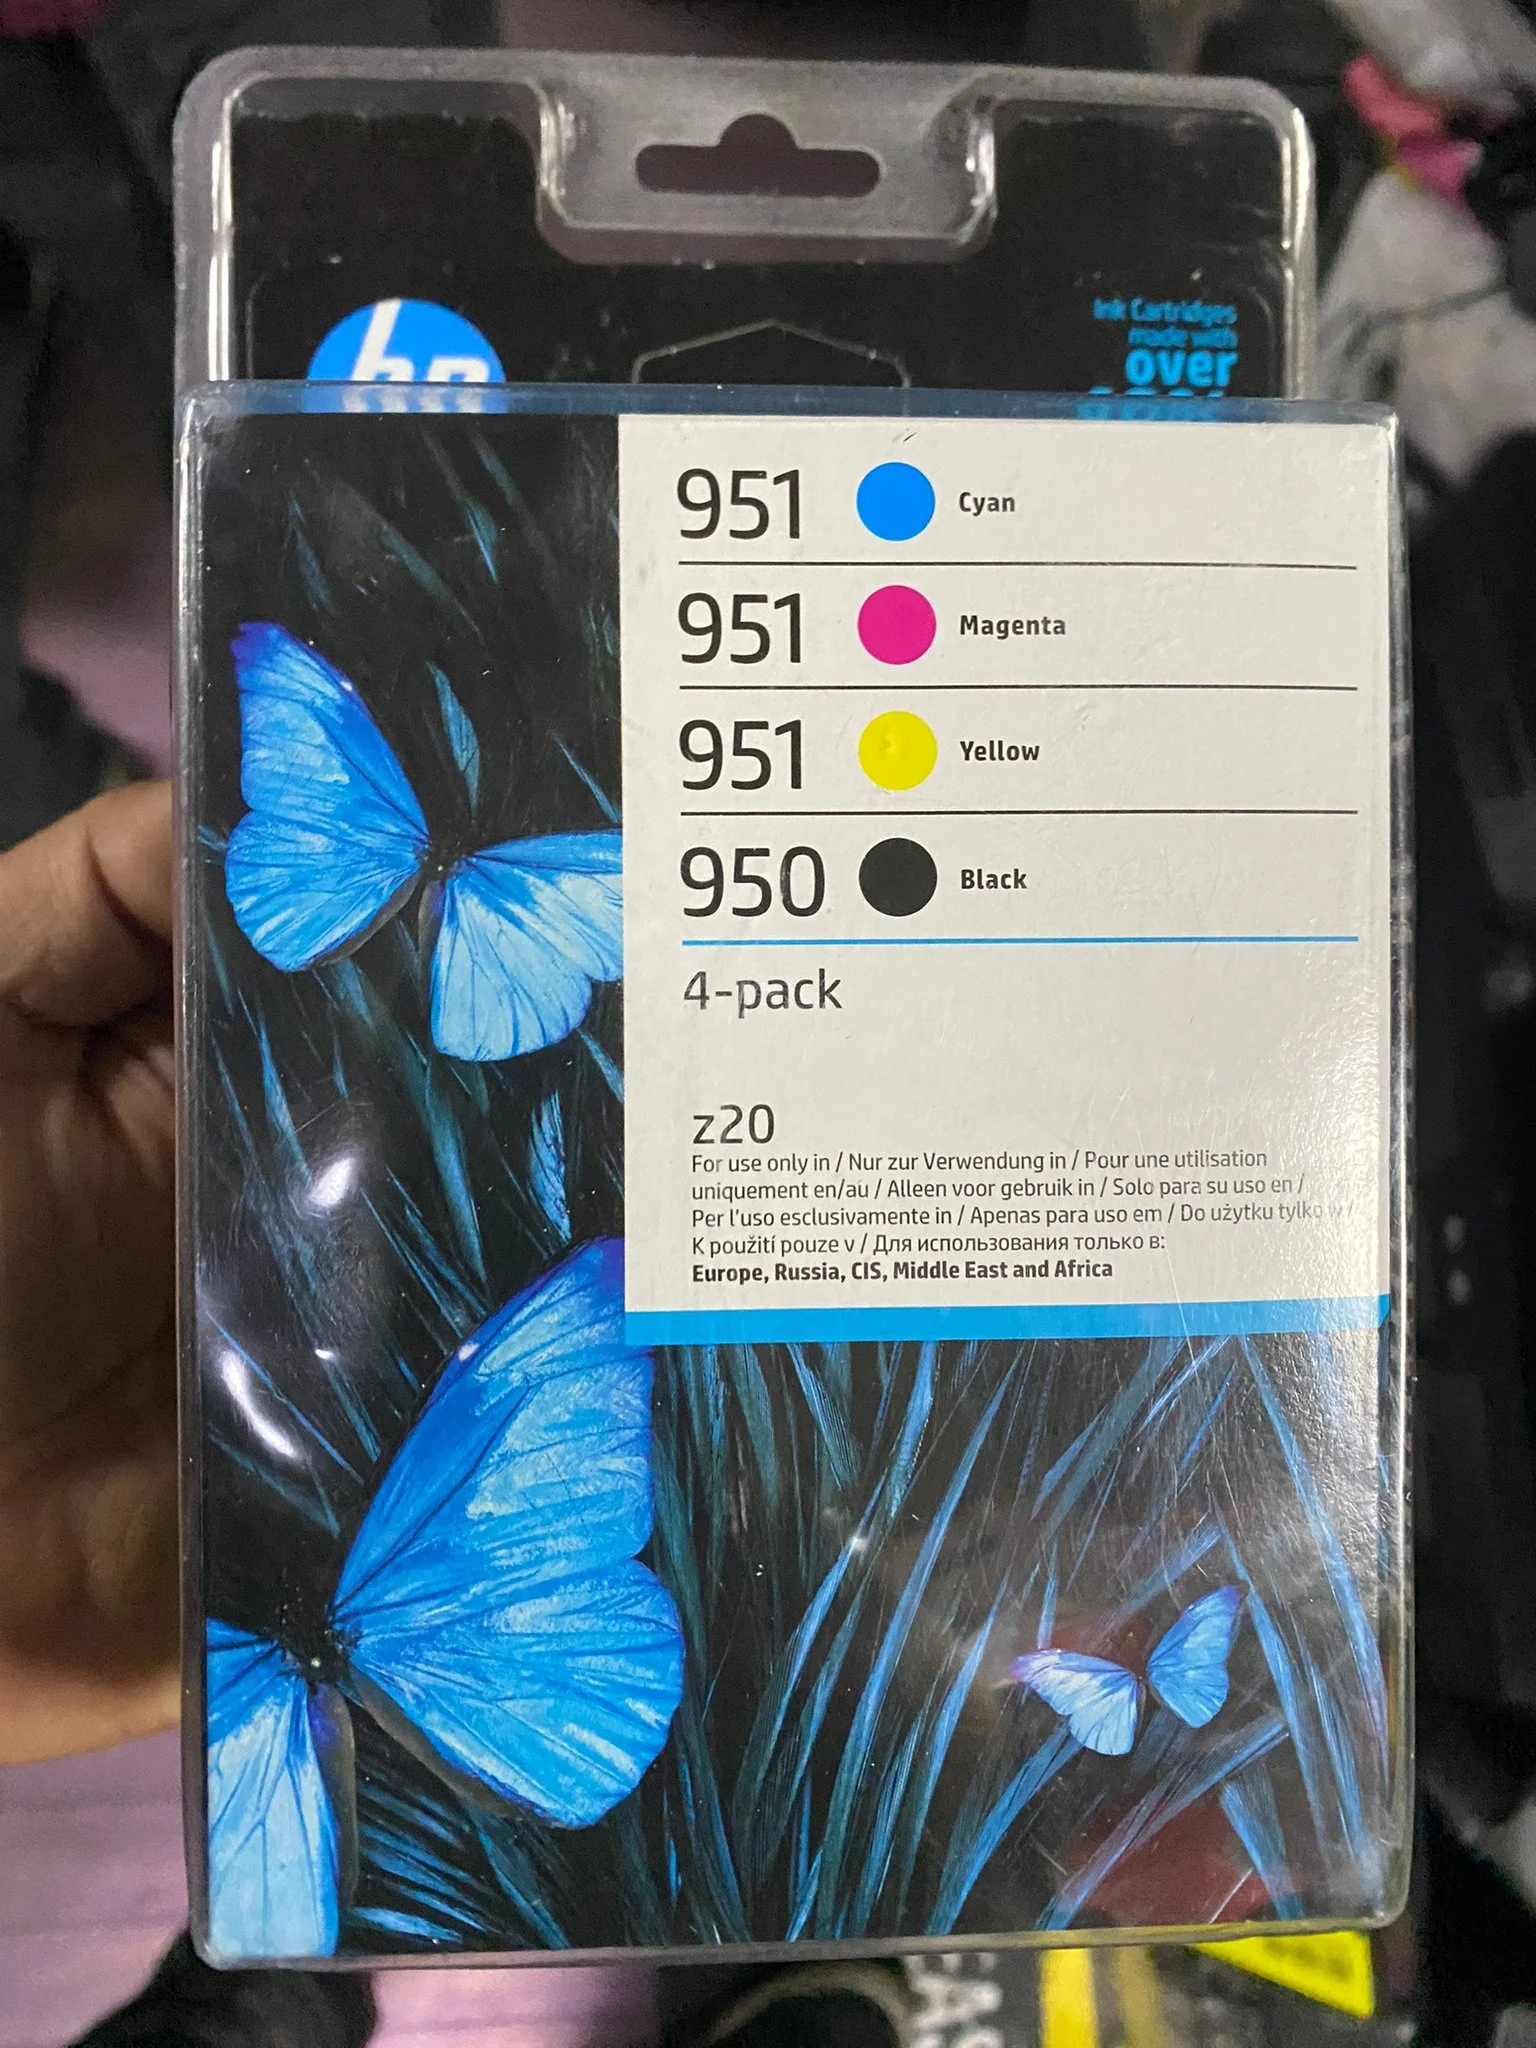 hp
Ink Cartridges
made with
over
951 Cyan
951 Magenta
951 Yellow
950 Black
4-pack
z20
For use only in / Nur zur Verwendung in / Pour une utilisation
uniquement en/au / Alleen voor gebruik in / Solo para su uso en /
Per l'uso esclusivamente in / Apenas para uso em / Do użytku tylko w /
K použití pouze v / Для использования только в:
Europe, Russia, CIS, Middle East and Africa